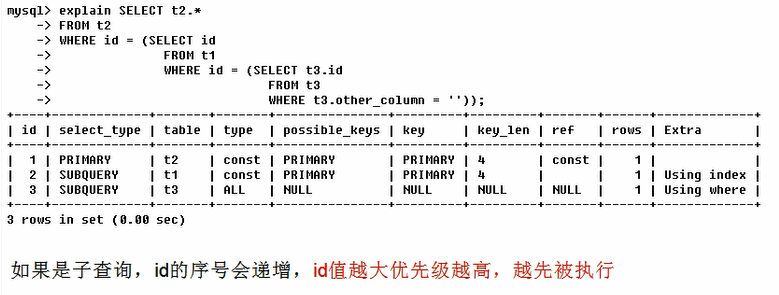 mysql> explain SELECT t2.*
-> FROM t2
-> WHERE id = (SELECT id
-> FROM t1
-> WHERE id = (SELECT t3.id
-> FROM t3
-> WHERE t3.other_column = ''));
+----+-------------+-------+-------+---------------+---------+---------+-------+------+-------------+
| id | select_type | table | type | possible_keys | key | key_len | ref | rows | Extra |
+----+-------------+-------+-------+---------------+---------+---------+-------+------+-------------+
| 1 | PRIMARY | t2 | const | PRIMARY | PRIMARY | 4 | const | 1 | |
| 2 | SUBQUERY | t1 | const | PRIMARY | PRIMARY | 4 | | 1 | Using index |
| 3 | SUBQUERY | t3 | ALL | NULL | NULL | NULL | NULL | 1 | Using where |
+----+-------------+-------+-------+---------------+---------+---------+-------+------+-------------+
3 rows in set (0.00 sec)
如果是子查询，id的序号会递增，id值越大优先级越高，越先被执行